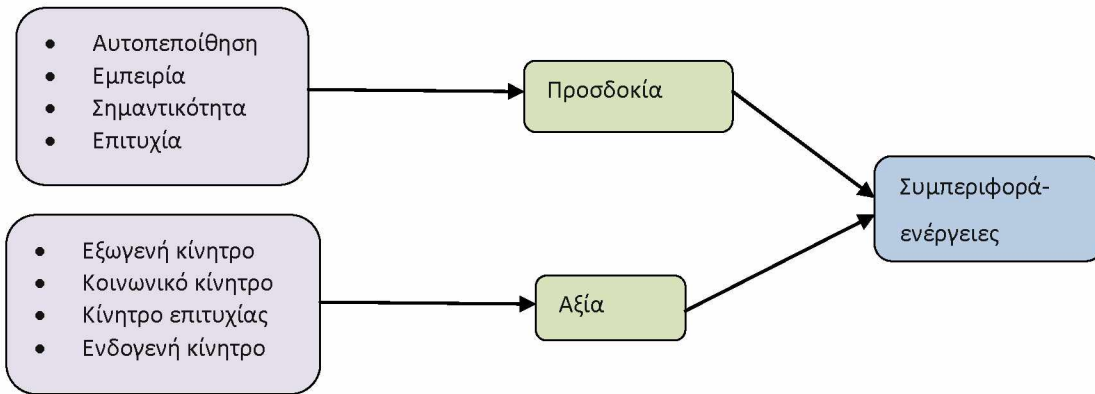 • Αυτοπεποίθηση
• Εμπειρία
• Σημαντικότητα
• Επιτυχία
Προσδοκία
Συμπεριφορά-
ενέργειες
• Εξωγενή κίνητρο
• Κοινωνικό κίνητρο
• Κίνητρο επιτυχίας
• Ενδογενή κίνητρο
Αξία